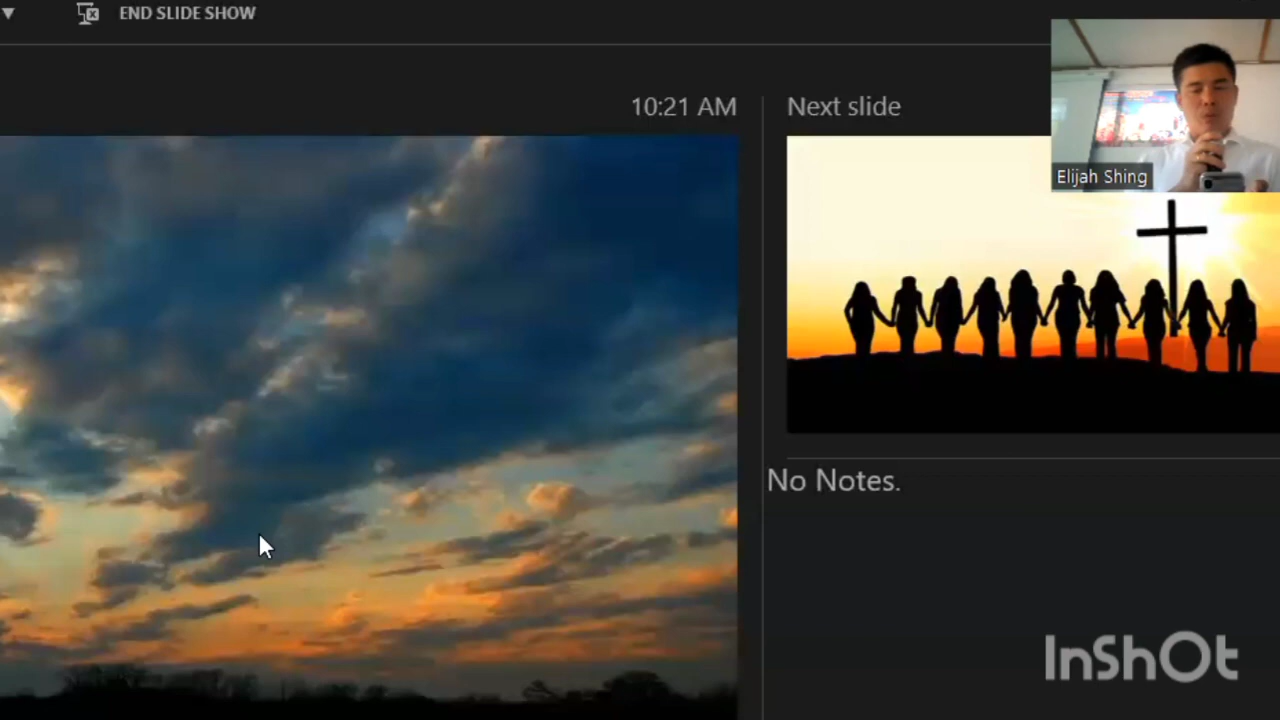 END SLIDE SHOW
10:21 AM
Next slide
Elijah Shing
No Notes.
InShOt